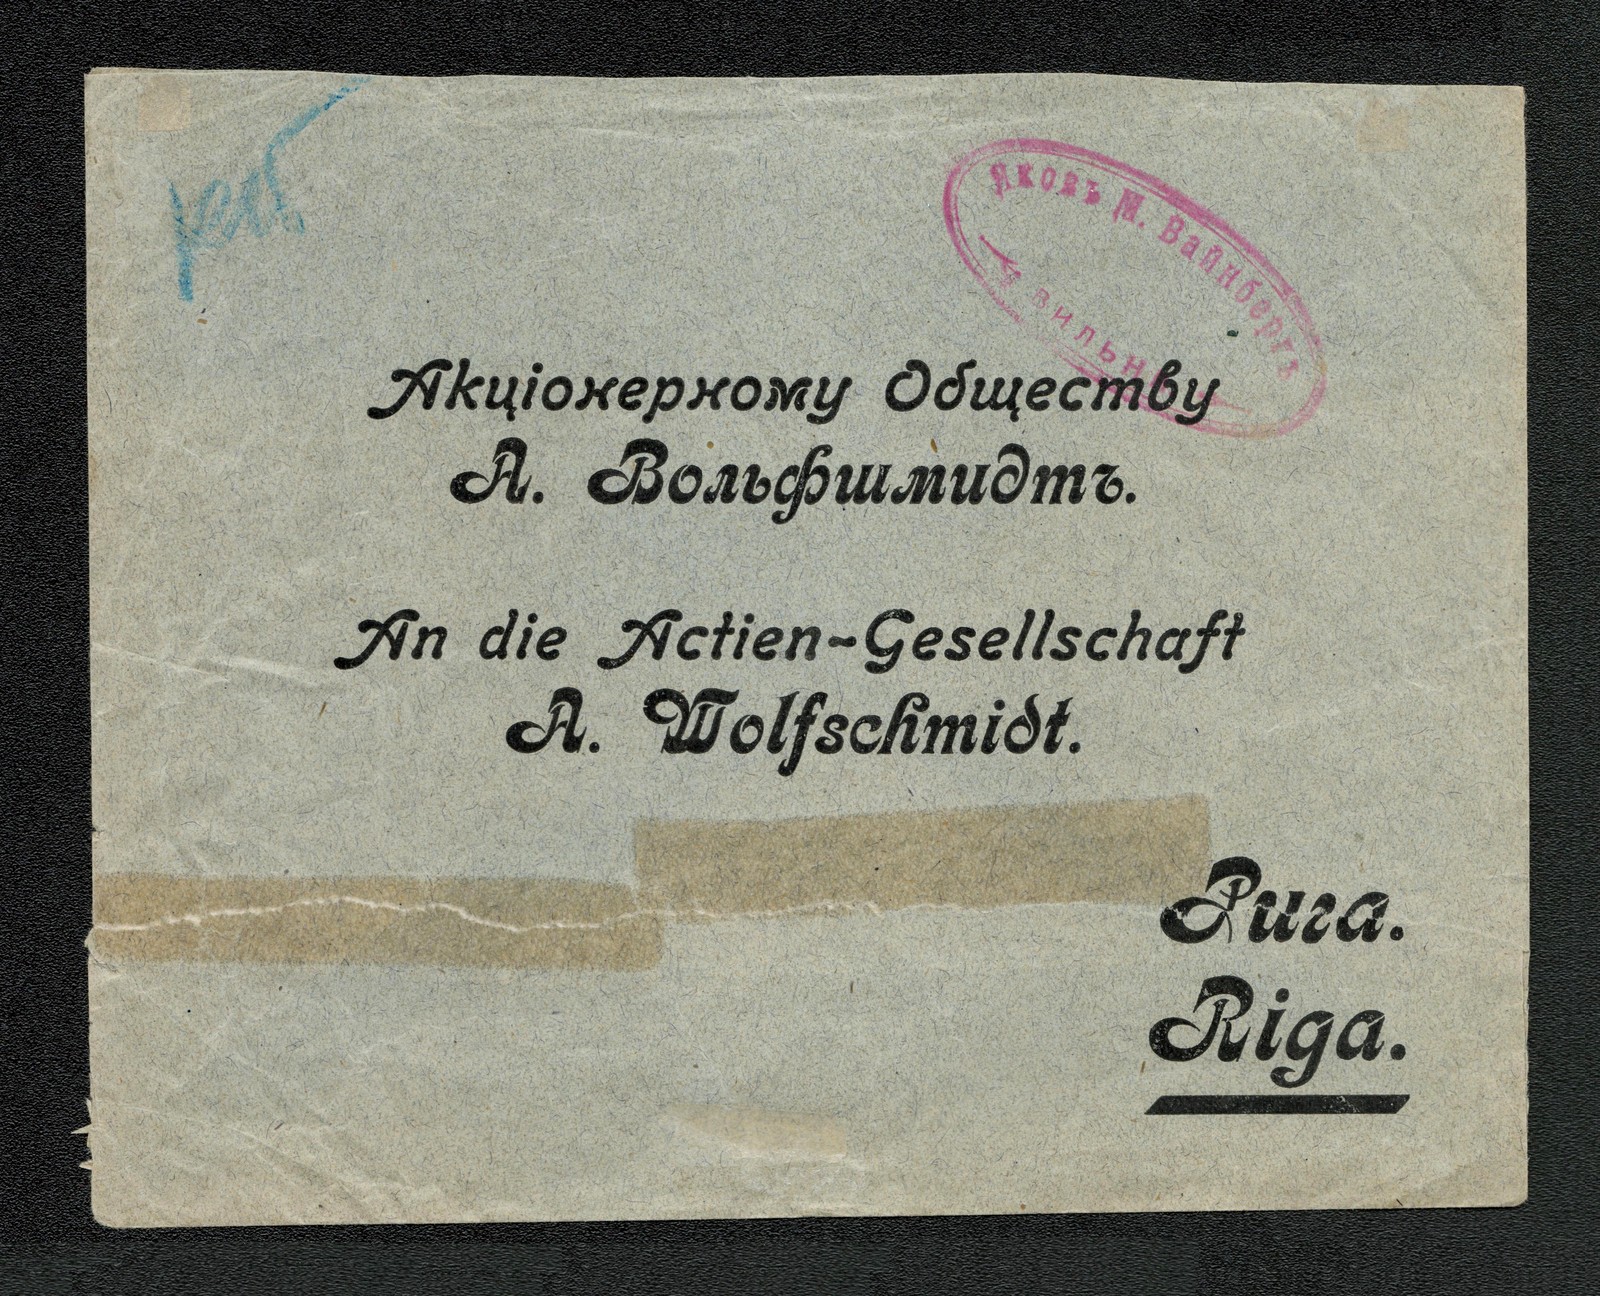 Яковъ М. Вайнбергъ
ВИЛЬНА
Акціонерному Обществу
А. Вольфшмидтъ.
An die Actien-Gesellschaft
A. Wolfschmidt.
Рига.
Riga.